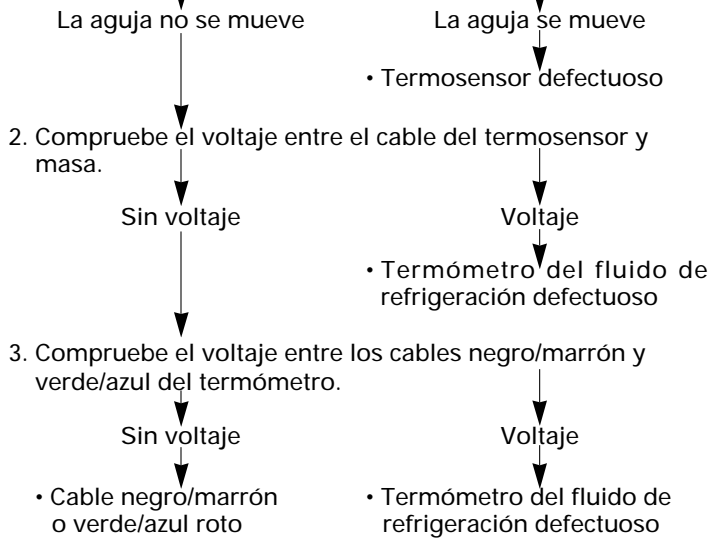 La aguja no se mueve
La aguja se mueve
• Termosensor defectuoso
2. Compruebe el voltaje entre el cable del termosensor y
masa.
Sin voltaje
Voltaje
• Termómetro del fluido de
refrigeración defectuoso
3. Compruebe el voltaje entre los cables negro/marrón y
verde/azul del termómetro.
Sin voltaje
Voltaje
• Cable negro/marrón
o verde/azul roto
• Termómetro del fluido de
refrigeración defectuoso